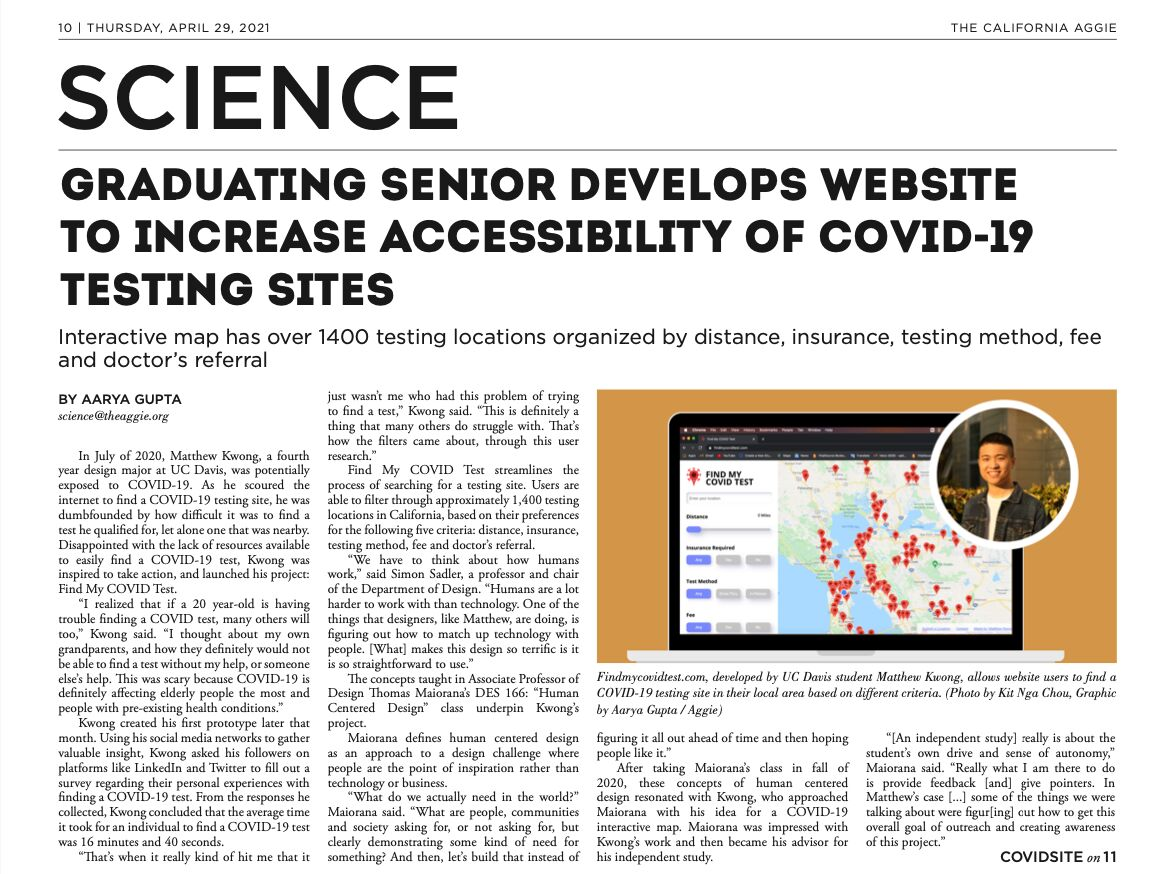 10 | THURSDAY, APRIL 29, 2021
THE CALIFORNIA AGGIE
SCIENCE
GRADUATING SENIOR DEVELOPS WEBSITE
TO INCREASE ACCESSIBILITY OF COVID-19
TESTING SITES
Interactive map has over 1400 testing locations organized by distance, insurance, testing method, fee
and doctor's referral
BY AARYA GUPTA
science@theaggie.org
In July of 2020, Matthew Kwong, a fourth
year design major at UC Davis, was potentially
exposed to COVID-19. As he scoured the
internet to find a COVID-19 testing site, he was
dumbfounded by how difficult it was to find a
test he qualified for, let alone one that was nearby.
Disappointed with the lack of resources available
to easily find a COVID-19 test, Kwong was
inspired to take action, and launched his project:
Find My COVID Test.
“I realized that if a 20 year-old is having
trouble finding a COVID test, many others will
too,” Kwong said. “I thought about my own
grandparents, and how they definitely would not
be able to find a test without my help, or someone
else’s help. This was scary because COVID-19 is
definitely affecting elderly people the most and
people with pre-existing health conditions.”
Kwong created his first prototype later that
month. Using his social media networks to gather
valuable insight, Kwong asked his followers on
platforms like LinkedIn and Twitter to fill out a
survey regarding their personal experiences with
finding a COVID-19 test. From the responses he
collected, Kwong concluded that the average time
it took for an individual to find a COVID-19 test
was 16 minutes and 40 seconds.
“That’s when it really kind of hit me that it
just wasn’t me who had this problem of trying
to find a test,” Kwong said. “This is definitely a
thing that many others do struggle with. That’s
how the filters came about, through this user
research.”
Find My COVID Test streamlines the
process of searching for a testing site. Users are
able to filter through approximately 1,400 testing
locations in California, based on their preferences
for the following five criteria: distance, insurance,
testing method, fee and doctor’s referral.
“We have to think about how humans
work,” said Simon Sadler, a professor and chair
of the Department of Design. “Humans are a lot
harder to work with than technology. One of the
things that designers, like Matthew, are doing, is
figuring out how to match up technology with
people. [What] makes this design so terrific is it
is so straightforward to use.”
The concepts taught in Associate Professor of
Design Thomas Maiorana’s DES 166: “Human
Centered Design” class underpin Kwong’s
project.
Maiorana defines human centered design
as an approach to a design challenge where
people are the point of inspiration rather than
technology or business.
“What do we actually need in the world?”
Maiorana said. “What are people, communities
and society asking for, or not asking for, but
clearly demonstrating some kind of need for
something? And then, let’s build that instead of
FIND MY
COVID TEST
Enter your location
Distance
Insurance Required
Any
Yes
No
Test Method
Any
Fee
Any
Yes
No
Findmycovidtest.com, developed by UC Davis student Matthew Kwong, allows website users to find a
COVID-19 testing site in their local area based on different criteria. (Photo by Kit Nga Chou, Graphic
by Aarya Gupta / Aggie)
figuring it all out ahead of time and then hoping
people like it.”
After taking Maiorana’s class in fall of
2020, these concepts of human centered
design resonated with Kwong, who approached
Maiorana with his idea for a COVID-19
interactive map. Maiorana was impressed with
Kwong’s work and then became his advisor for
his independent study.
“[An independent study] really is about the
student’s own drive and sense of autonomy,”
Maiorana said. “Really what I am there to do
is provide feedback [and] give pointers. In
Matthew’s case [...] some of the things we were
talking about were figur[ing] cut how to get this
overall goal of outreach and creating awareness
of this project.”
COVIDSITE on 11